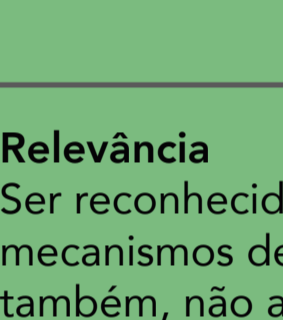 Relevância
Ser reconhecid
mecanismos de
também, não a